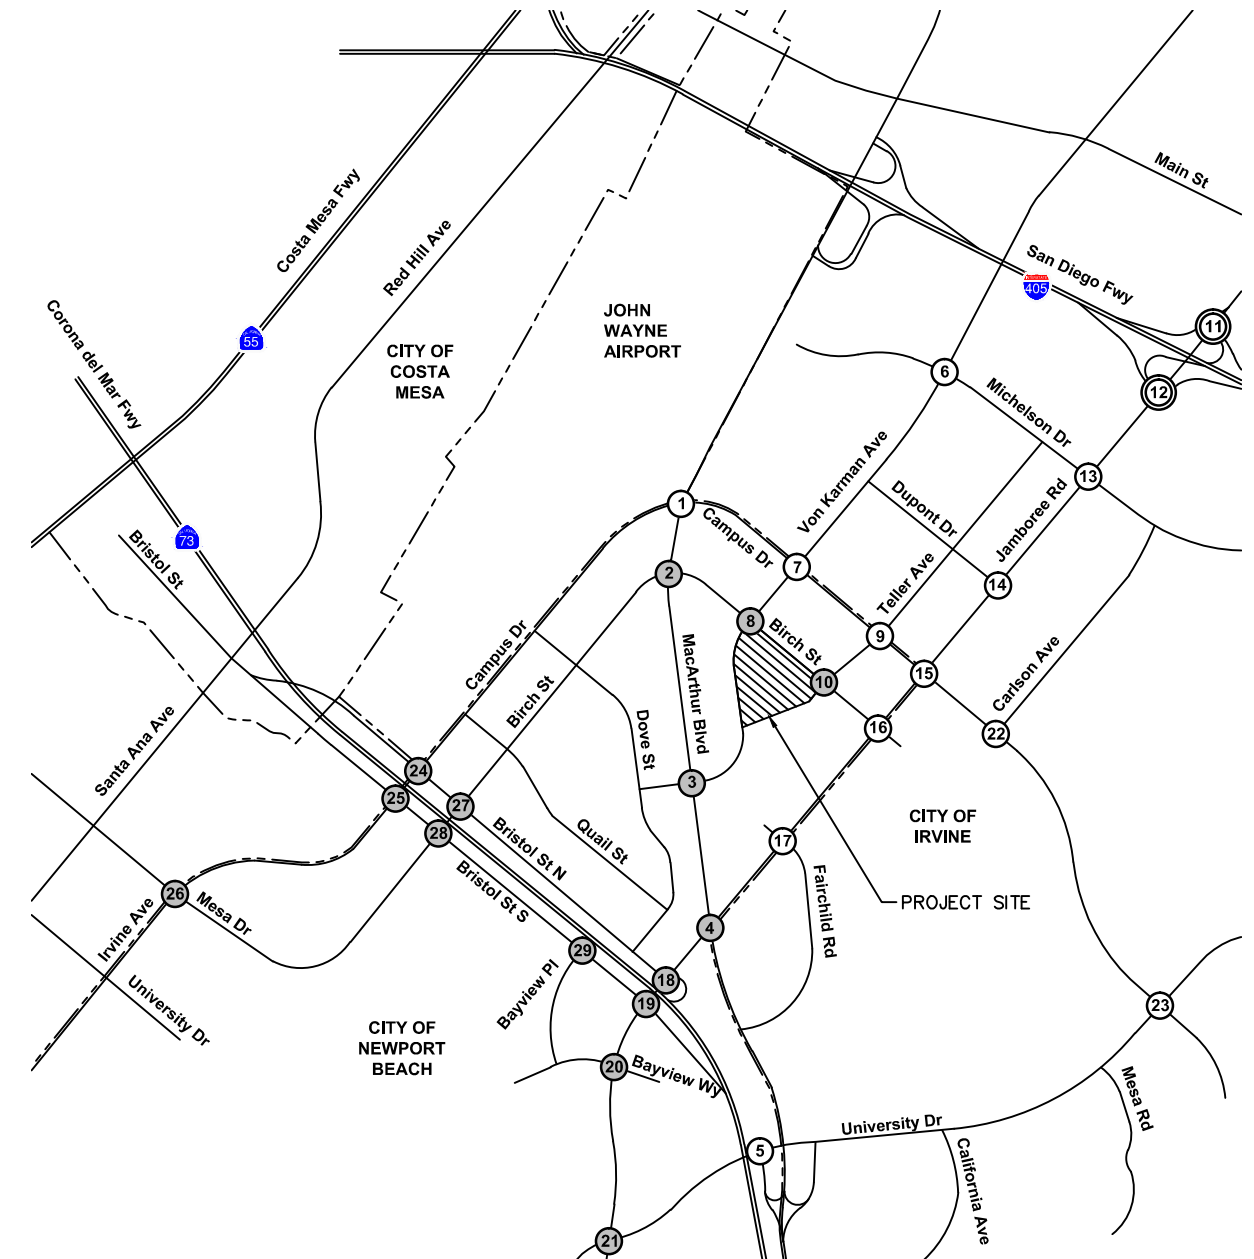 Main St
Costa Mesa Fwy
Red Hill Ave
San Diego Fwy
405
Corona del Mar Fwy
55
JOHN
WAYNE
AIRPORT
CITY OF
COSTA
MESA
11
6
12
Michelson Dr
Von Karman Ave
13
Dupont Dr
Jamboree Rd
1
Campus Dr
73
Bristol St
7
2
Teller Ave
14
8
Birch St
9
Campus Dr
MacArthur Blvd
10
15
Carlson Ave
Birch St
Dove St
16
22
Santa Ana Ave
24
3
25
27
28
Bristol St N
Quail St
CITY OF
IRVINE
17
Bristol St S
26
Mesa Dr
Irvine Ave
Fairchild Rd
PROJECT SITE
4
29
18
Bayview Pl
19
23
University Dr
CITY OF
NEWPORT
BEACH
20
Bayview Wy
Mesa Rd
University Dr
5
California Ave
21